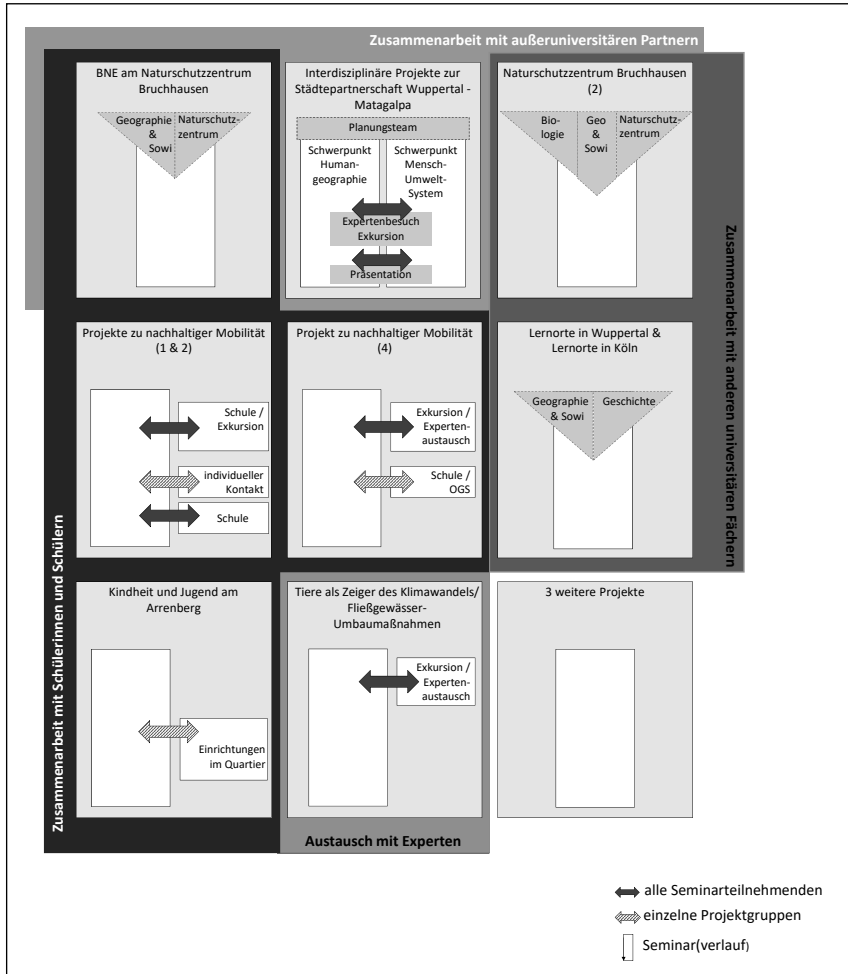 Zusammenarbeit mit außeruniversitären Partnern
BNE am Naturschutzzentrum
Bruchhausen
Geographie
& 
Sowi
Naturschutz-
zentrum
Interdisziplinäre Projekte zur
Städtepartnerschaft Wuppertal -
Matagalpa
Planungsteam
Schwerpunkt
Human-
geographie
Schwerpunkt
Mensch-
Umwelt-
System
Expertenbesuch
Exkursion
Präsentation
Naturschutzzentrum Bruchhausen
(2)
Bio-
logie
Geo
&
Sowi
Naturschutz-
zentrum
Zusammenarbeit mit anderen universitären Fächern
Projekte zu nachhaltiger Mobilität
(1 & 2)
Schule /
Exkursion
individueller
Kontakt
Schule
Projekt zu nachhaltiger Mobilität
(4)
Exkursion /
Experten-
austausch
Schule /
OGS
Lernorte in Wuppertal &
Lernorte in Köln
Geographie
& Sowi
Geschichte
Zusammenarbeit mit Schülerinnen und Schülern
Kindheit und Jugend am
Arrenberg
Einrichtungen
im Quartier
Tiere als Zeiger des Klimawandels/
Fließgewässer-
Umbaumaßnahmen
Exkursion /
Experten-
austausch
3 weitere Projekte
Austausch mit Experten
alle Seminarteilnehmenden
einzelne Projektgruppen
Seminar(verlauf)